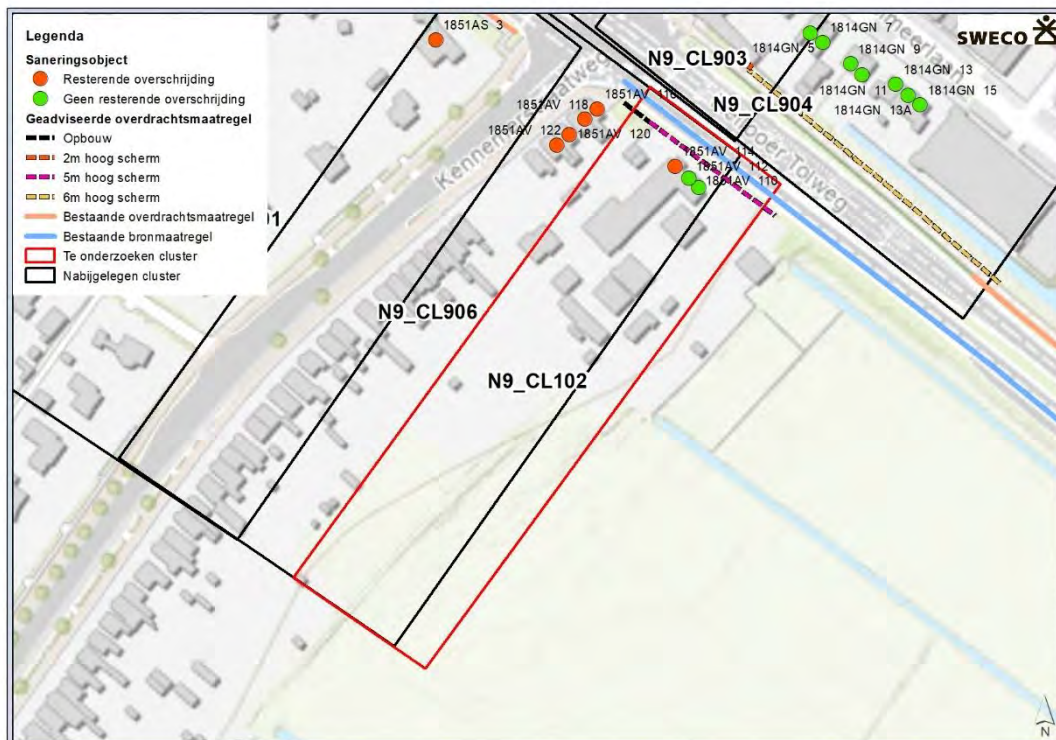 Legenda
Saneringsobject
Resterende overschrijding
Geen resterende overschrijding
Geadviseerde overdrachtsmaatregel
Opbouw
2m hoog scherm
5m hoog scherm
6m hoog scherm
Bestaande overdrachtsmaatregel
Bestaande bronmaatregel
Te onderzoeken cluster
Nabijgelegen cluster
1851AS 3
SWECO
1814GN 7
1814GN 5
1814GN 9
1814GN 13
1814GN 11
1814GN 15
1814GN 13A
N9_CL903
N9_CL904
1851AV 116
1851AV 118
1851AV 122
1851AV 120
1851AV 114
1851AV 112
1851AV 110
Tolweg
N9_CL906
N9_CL102
N